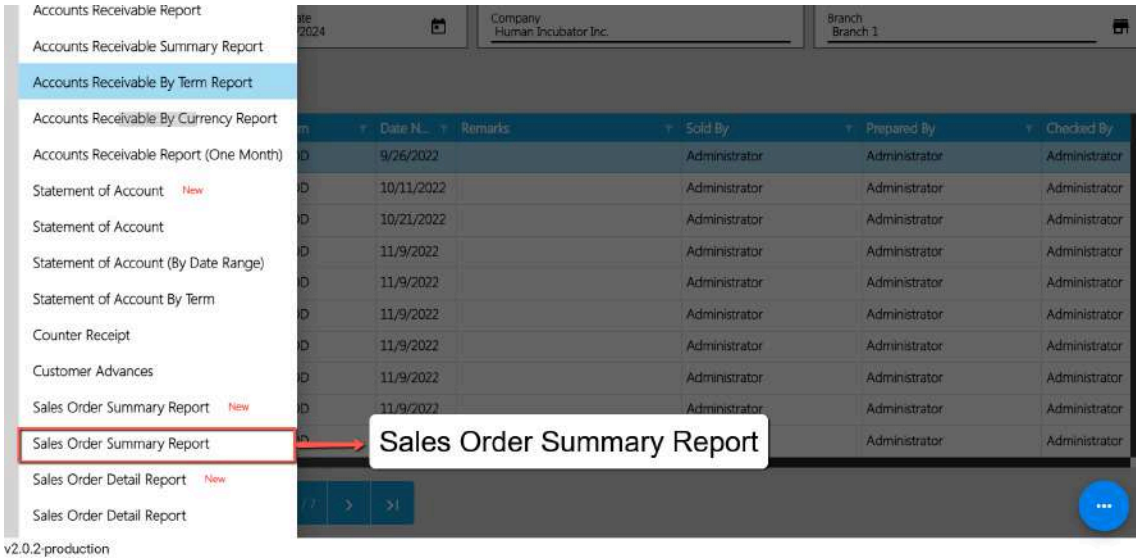 Accounts Receivable Report
Accounts Receivable Summary Report
Accounts Receivable By Term Report
Accounts Receivable By Currency Report
Accounts Receivable Report (One Month)
Statement of Account New
Statement of Account
Statement of Account (By Date Range)
Statement of Account By Term
Counter Receipt
Customer Advances
Sales Order Summary Report New
Sales Order Summary Report
Sales Order Detail Report New
Sales Order Detail Report
v2.0.2-production
2024
Company
Human Incubator Inc.
Branch
Branch 1
Date N... Remarks Sold By Prepared By Checked By
9/26/2022 Administrator Administrator Administrator
10/11/2022 Administrator Administrator Administrator
10/21/2022 Administrator Administrator Administrator
11/9/2022 Administrator Administrator Administrator
11/9/2022 Administrator Administrator Administrator
11/9/2022 Administrator Administrator Administrator
11/9/2022 Administrator Administrator Administrator
11/9/2022 Administrator Administrator Administrator
11/9/2022 Administrator Administrator Administrator
Administrator Administrator
Sales Order Summary Report
/ 7